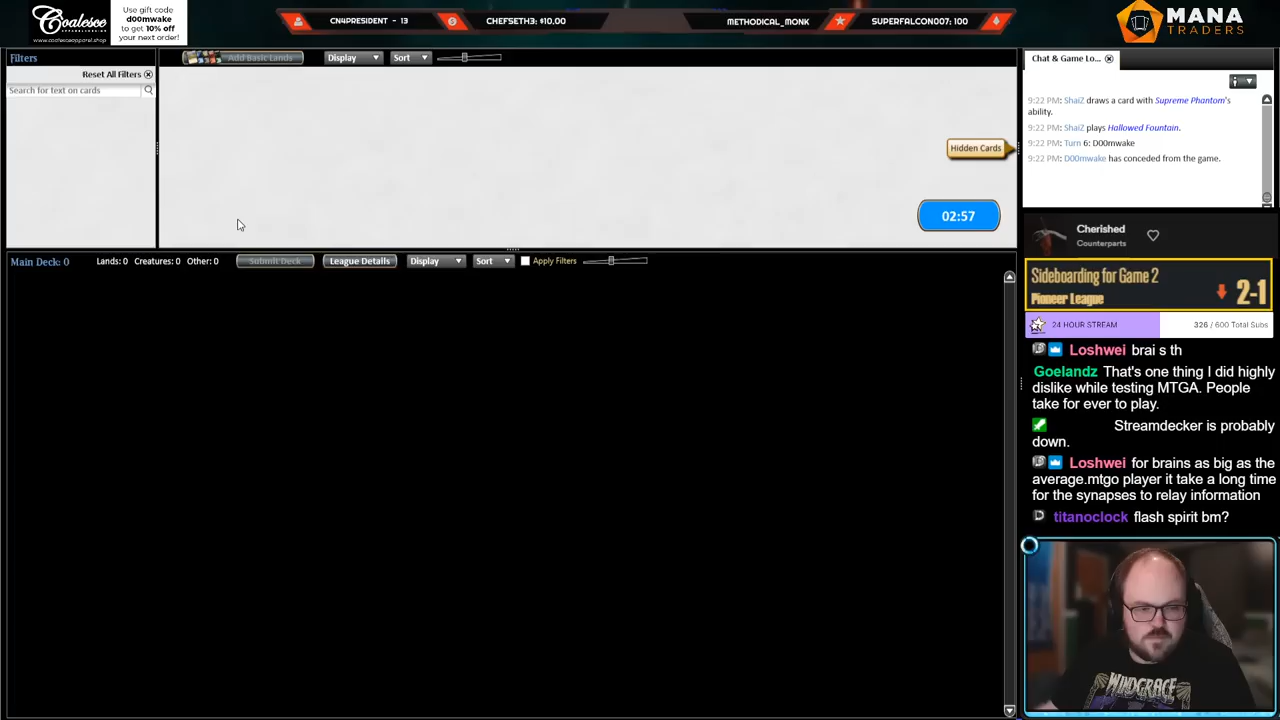 Coalesce
APPARELDESIGN
www.coalesceapparel.shop
Use gift code
d00mwake
to get 10% off
your next order!
CN4PRESIDENT - 13
CHEFSETH3: $10.00
METHODICAL_MONK
SUPERFALCON007: 100
MANA
TRADERS
Filters
Reset All Filters
Search for text on cards
Add Basic Lands
Display
Sort
Hidden Cards
02:57
Chat & Game Lo...
9:22 PM: ShaiZ draws a card with Supreme Phantom's
ability.
9:22 PM: ShaiZ plays Hallowed Fountain.
9:22 PM: Turn 6: D00mwake
9:22 PM: D00mwake has conceded from the game.
Main Deck: 0
Lands: 0 Creatures: 0 Other: 0
Submit Deck
League Details
Display
Sort
Apply Filters
Cherished
Counterparts
Sideboarding for Game 2
Pioneer League
2-1
24 HOUR STREAM
326 / 600 Total Subs
Loshwei brai s th
Goelandz That's one thing I did highly
dislike while testing MTGA. People
take for ever to play.
Streamdecker is probably
down.
Loshwei for brains as big as the
average.mtgo player it take a long time
for the synapses to relay information
titanoclock flash spirit bm?
WINDGRACE